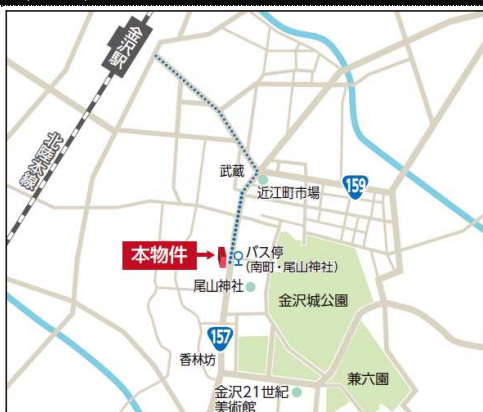 金沢駅
北陸本線
武蔵
近江町市場
159
本物件
バス停
(南町・尾山神社)
尾山神社
金沢城公園
157
香林坊
兼六園
金沢21世紀
美術館